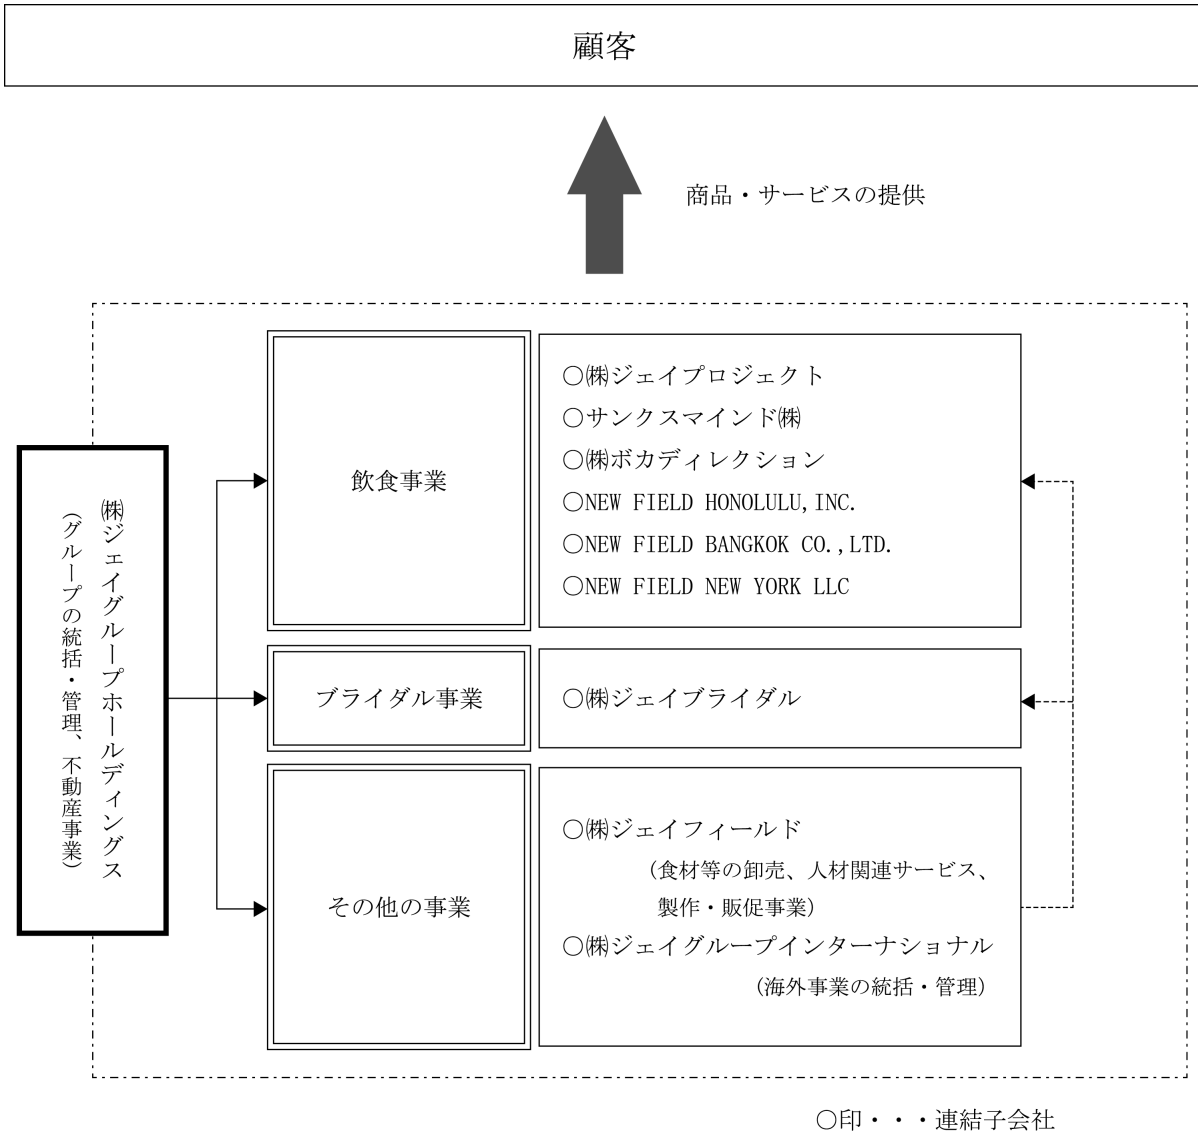 顧客
商品・サービスの提供
㈱ジェイグループホールディングス
(グループの統括・管理、不動産事業)
飲食事業
○㈱ジェイプロジェクト
○サンクスマインド㈱
○㈱ボカディレクション
○NEW FIELD HONOLULU,INC.
○NEW FIELD BANGKOK CO.,LTD.
○NEW FIELD NEW YORK LLC
ブライダル事業
○㈱ジェイブライダル
その他の事業
○㈱ジェイフィールド
(食材等の卸売、人材関連サービス、
製作・販促事業)
○㈱ジェイグループインターナショナル
(海外事業の統括・管理)
○印・・・連結子会社